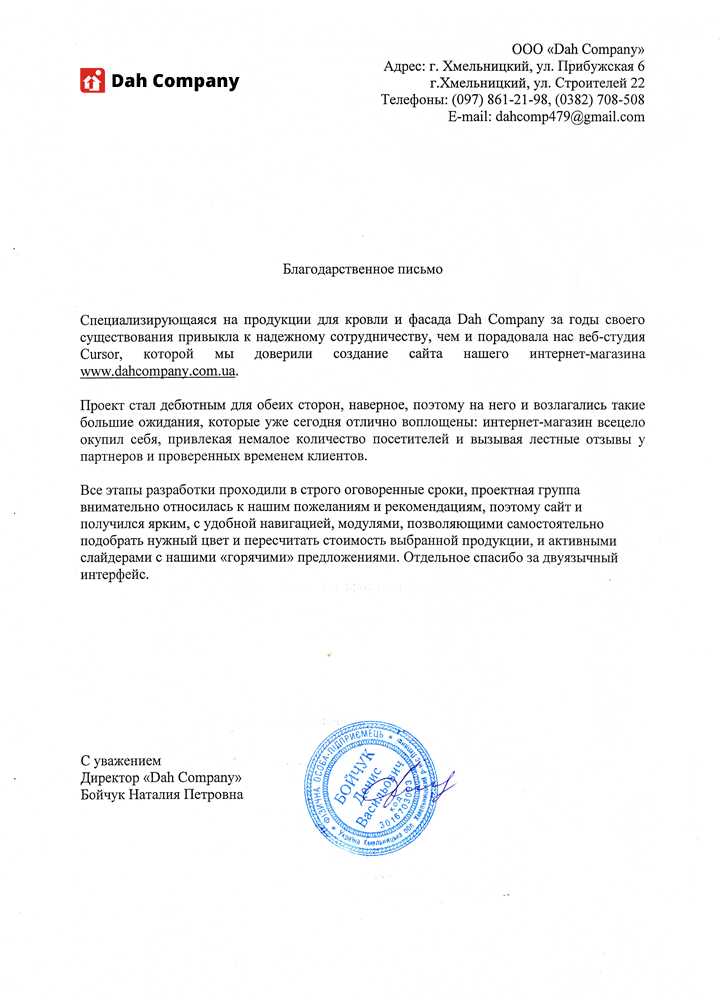 ООО «Dah Company»
Адрес: г. Хмельницкий, ул. Прибужская 6
Dah Company
г.Хмельницкий, ул. Строителей 22
Телефоны: (097) 861-21-98, (0382) 708-508
E-mail: dahcomp479@gmail.com
Благодарственное письмо
Специализирующаяся на продукции для кровли и фасада Dah Company за годы своего
существования привыкла к надежному сотрудничеству, чем и порадовала нас веб-студия
Cursor, которой мы доверили создание сайта нашего интернет-магазина
www.dahcompany.com.ua.
Проект стал дебютным для обеих сторон, наверное, поэтому на него и возлагались такие
большие ожидания, которые уже сегодня отлично воплощены: интернет-магазин всецело
окупил себя, привлекая немалое количество посетителей и вызывая лестные отзывы у
партнеров и проверенных временем клиентов.
Все этапы разработки проходили в строго оговоренные сроки, проектная группа
внимательно относилась к нашим пожеланиям и рекомендациям, поэтому сайт и
получился ярким, с удобной навигацией, модулями, позволяющими самостоятельно
подобрать нужный цвет и пересчитать стоимость выбранной продукции, и активными
слайдерами с нашими «горячими» предложениями. Отдельное спасибо за двуязычный
интерфейс.
С уважением
Директор «Dah Company»
Бойчук Наталия Петровна
ФІЗИЧНА ОСОБА-ПІДПРИЄМЕЦЬ
БОЙЧУК
Денис
Васильович
код
Україна Хмельницька обл.